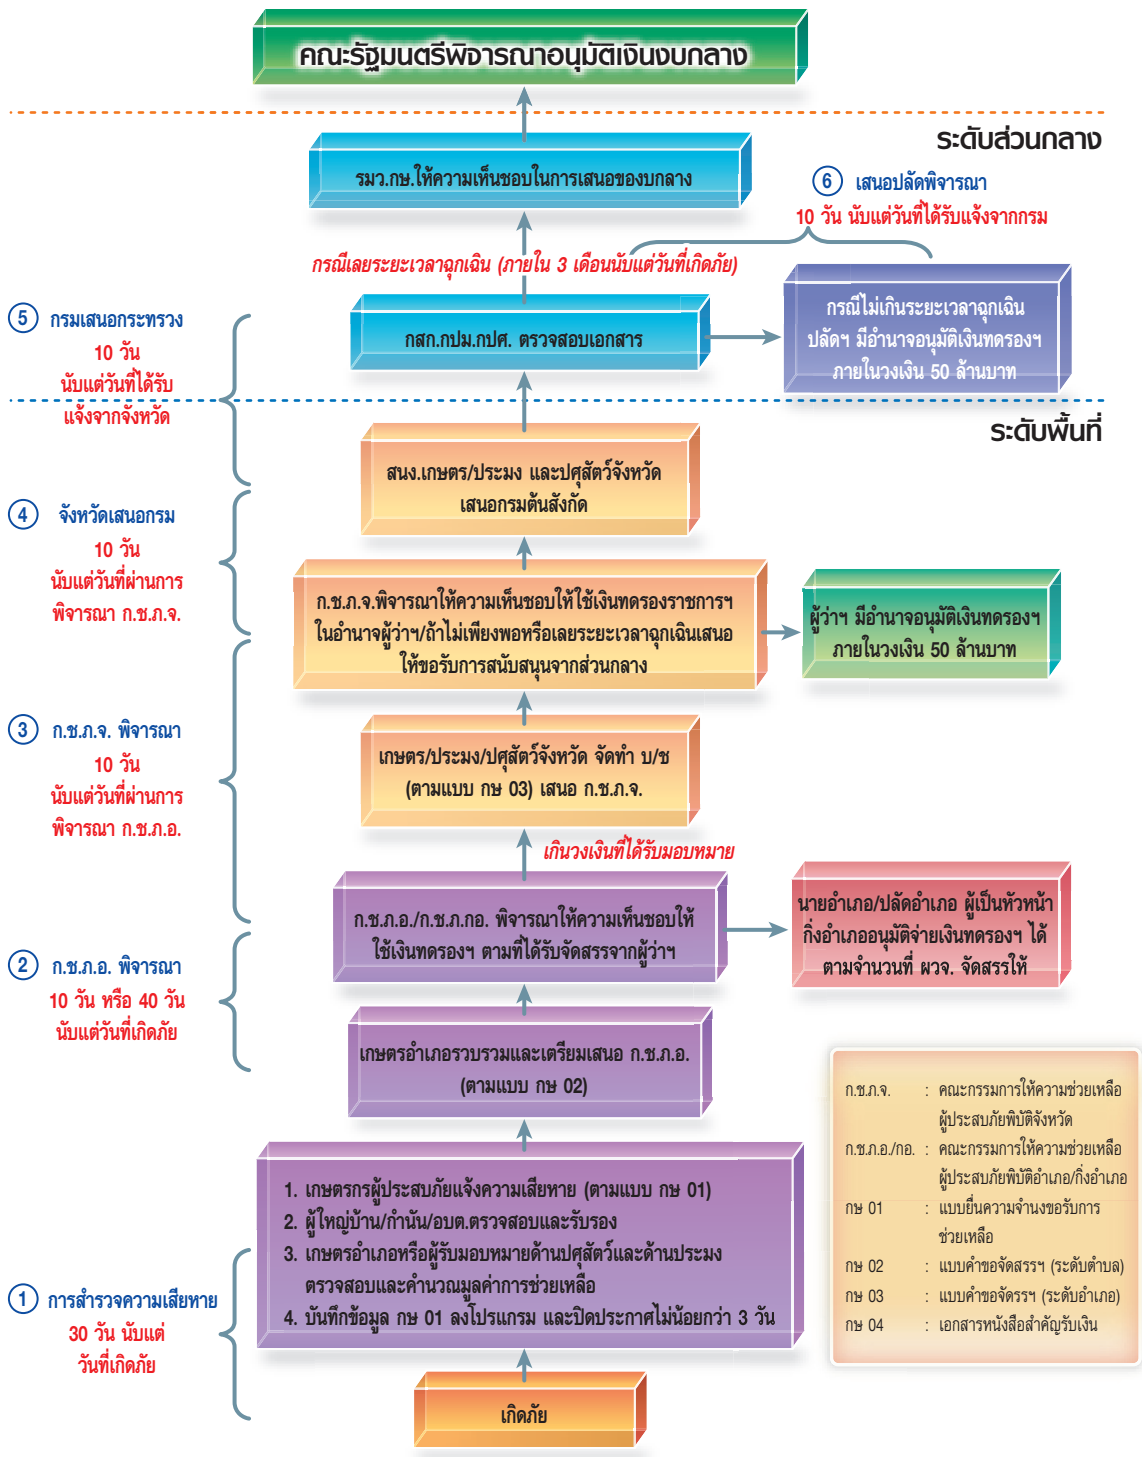 คณะรัฐมนตรีพิจารณาอนุมัติเงินงบกลาง
ระดับส่วนกลาง
รมว.กษ.ให้ความเห็นชอบในการเสนอของบกลาง
6 เสนอปลัดพิจารณา
10 วัน นับแต่วันที่ได้รับแจ้งจากกรม
กรณีเลยระยะเวลาฉุกเฉิน (ภายใน 3 เดือนนับแต่วันที่เกิดภัย)
5 กรมเสนอกระทรวง
10 วัน
นับแต่วันที่ได้รับ
แจ้งจากจังหวัด
กสก.กปม.กปศ. ตรวจสอบเอกสาร
กรณีไม่เกินระยะเวลาฉุกเฉิน
ปลัดฯ มีอำนาจอนุมัติเงินทดรองฯ
ภายในวงเงิน 50 ล้านบาท
ระดับพื้นที่
สนง.เกษตร/ประมง และปศุสัตว์จังหวัด
เสนอกรมต้นสังกัด
4 จังหวัดเสนอกรม
10 วัน
นับแต่วันที่ผ่านการ
พิจารณา ก.ช.ภ.จ.
ก.ช.ภ.จ.พิจารณาให้ความเห็นชอบให้ใช้เงินทดรองราชการฯ
ในอำนาจผู้ว่าฯ/ถ้าไม่เพียงพอหรือเลยระยะเวลาฉุกเฉินเสนอ
ให้ขอรับการสนับสนุนจากส่วนกลาง
ผู้ว่าฯ มีอำนาจอนุมัติเงินทดรองฯ
ภายในวงเงิน 50 ล้านบาท
3 ก.ช.ภ.จ. พิจารณา
10 วัน
นับแต่วันที่ผ่านการ
พิจารณา ก.ช.ภ.อ.
เกษตร/ประมง/ปศุสัตว์จังหวัด จัดทำ บ/ช
(ตามแบบ กษ 03) เสนอ ก.ช.ภ.จ.
เกินวงเงินที่ได้รับมอบหมาย
ก.ช.ภ.อ./ก.ช.ภ.กอ. พิจารณาให้ความเห็นชอบให้
ใช้เงินทดรองฯ ตามที่ได้รับจัดสรรจากผู้ว่าฯ
นายอำเภอ/ปลัดอำเภอ ผู้เป็นหัวหน้า
กิ่งอำเภออนุมัติจ่ายเงินทดรองฯ ได้
ตามจำนวนที่ ผวจ. จัดสรรให้
2 ก.ช.ภ.อ. พิจารณา
10 วัน หรือ 40 วัน
นับแต่วันที่เกิดภัย
เกษตรอำเภอรวบรวมและเตรียมเสนอ ก.ช.ภ.อ.
(ตามแบบ กษ 02)
1. เกษตรกรผู้ประสบภัยแจ้งความเสียหาย (ตามแบบ กษ 01)
2. ผู้ใหญ่บ้าน/กำนัน/อบต.ตรวจสอบและรับรอง
3. เกษตรอำเภอหรือผู้รับมอบหมายด้านปศุสัตว์และด้านประมง
ตรวจสอบและคำนวณมูลค่าการช่วยเหลือ
4. บันทึกข้อมูล กษ 01 ลงโปรแกรม และปิดประกาศไม่น้อยกว่า 3 วัน
1 การสำรวจความเสียหาย
30 วัน นับแต่
วันที่เกิดภัย
เกิดภัย
ก.ช.ภ.จ. : คณะกรรมการให้ความช่วยเหลือ
ผู้ประสบภัยพิบัติจังหวัด
ก.ช.ภ.อ./กอ. : คณะกรรมการให้ความช่วยเหลือ
ผู้ประสบภัยพิบัติอำเภอ/กิ่งอำเภอ
กษ 01 : แบบยื่นความจำนงขอรับการ
ช่วยเหลือ
กษ 02 : แบบคำขอจัดสรรฯ (ระดับตำบล)
กษ 03 : แบบคำขอจัดรรฯ (ระดับอำเภอ)
กษ 04 : เอกสารหนังสือสำคัญรับเงิน